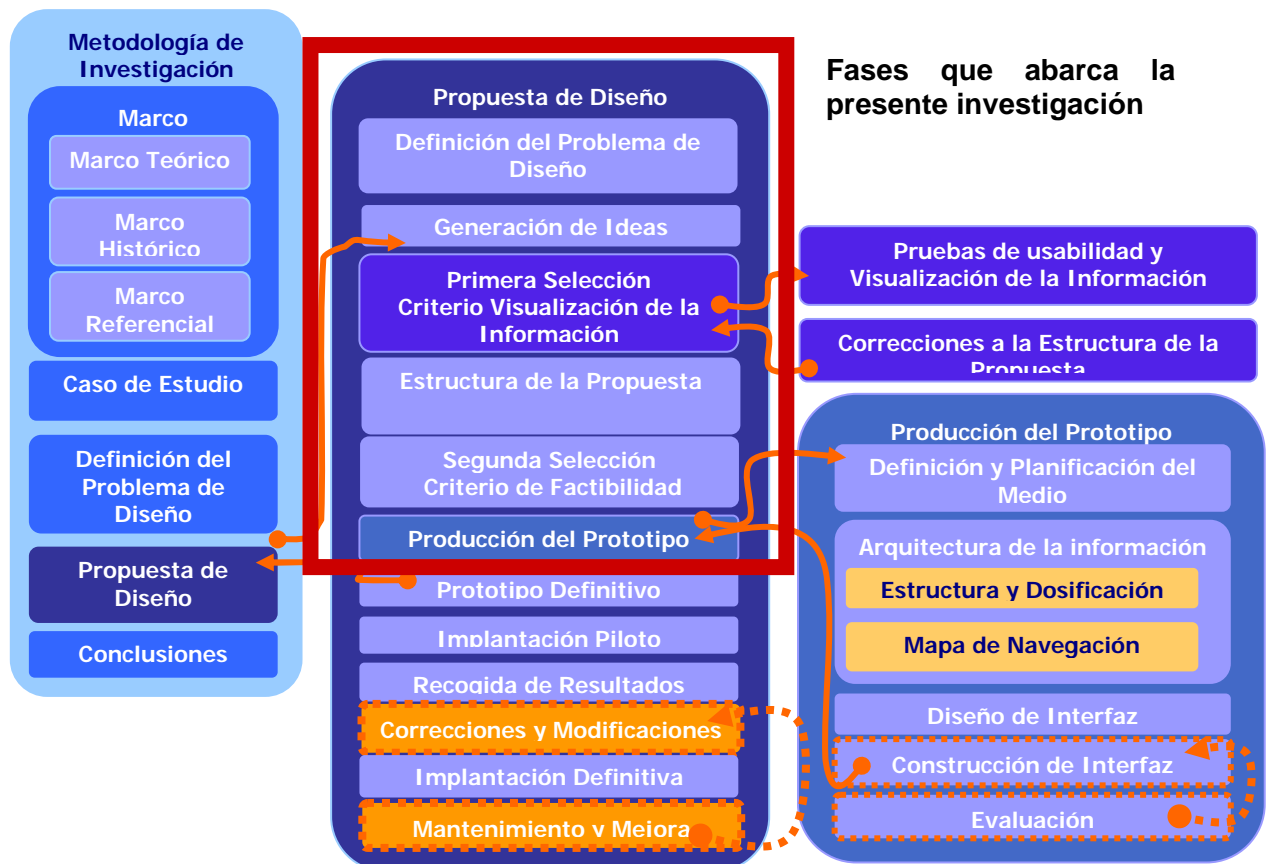 Metodología de
Investigación
Marco
Marco Teórico
Marco
Histórico
Marco
Referencial
Caso de Estudio
Definición del
Problema de
Diseño
Propuesta de
Diseño
Conclusiones
Propuesta de Diseño
Definición del Problema de
Diseño
Generación de Ideas
Primera Selección
Criterio Visualización de la
Información
Estructura de la Propuesta
Segunda Selección
Criterio de Factibilidad
Producción del Prototipo
Prototipo Definitivo
Implantación Piloto
Recogida de Resultados
Correcciones y Modificaciones
Implantación Definitiva
Mantenimiento y Mejora
Fases que abarca la
presente investigación
Pruebas de usabilidad y
Visualización de la Información
Correcciones a la Estructura de la
Propuesta
Producción del Prototipo
Definición y Planificación del
Medio
Arquitectura de la información
Estructura y Dosificación
Mapa de Navegación
Diseño de Interfaz
Construcción de Interfaz
Evaluación